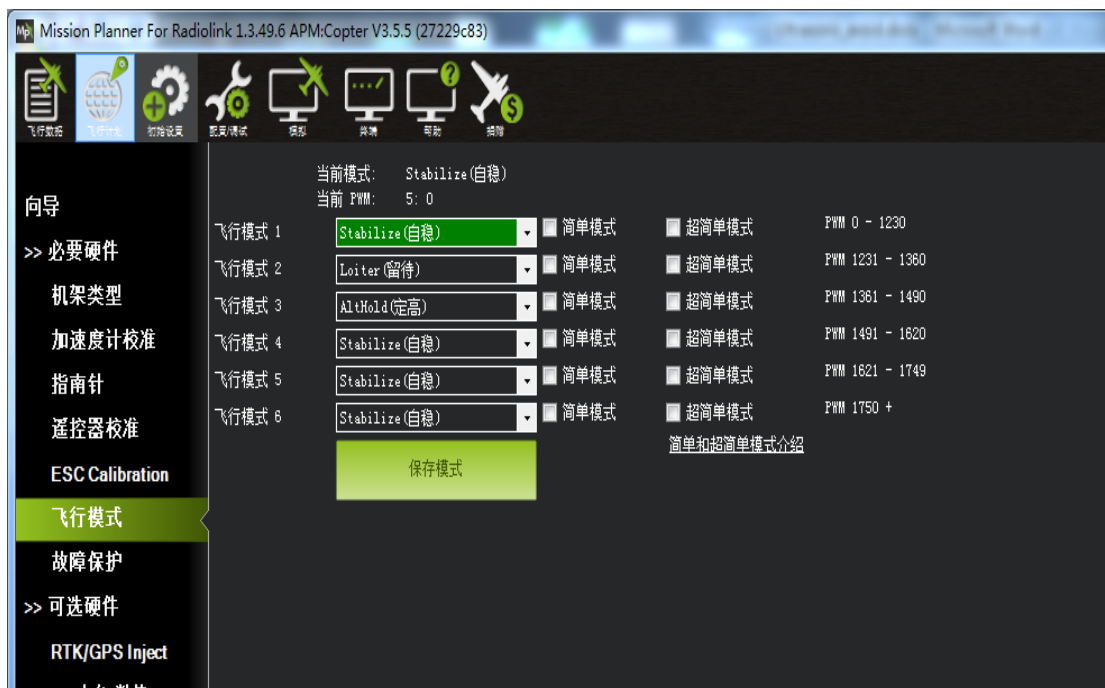 Mission Planner For Radiolink 1.3.49.6 APM:Copter V3.5.5 (27229c83)
飞行数据 飞行计划 初始设置 配置/调试 模拟 终端 帮助 捐赠
向导
>> 必要硬件
机架类型
加速度计校准
指南针
遥控器校准
ESC Calibration
飞行模式
故障保护
>> 可选硬件
RTK/GPS Inject
当前模式: Stabilize(自稳)
当前 PWM: 5: 0
飞行模式 1 Stabilize(自稳) 简单模式 超简单模式 PWM 0 - 1230
飞行模式 2 Loiter(留待) 简单模式 超简单模式 PWM 1231 - 1360
飞行模式 3 AltHold(定高) 简单模式 超简单模式 PWM 1361 - 1490
飞行模式 4 Stabilize(自稳) 简单模式 超简单模式 PWM 1491 - 1620
飞行模式 5 Stabilize(自稳) 简单模式 超简单模式 PWM 1621 - 1749
飞行模式 6 Stabilize(自稳) 简单模式 超简单模式 PWM 1750 +
简单和超简单模式介绍
保存模式